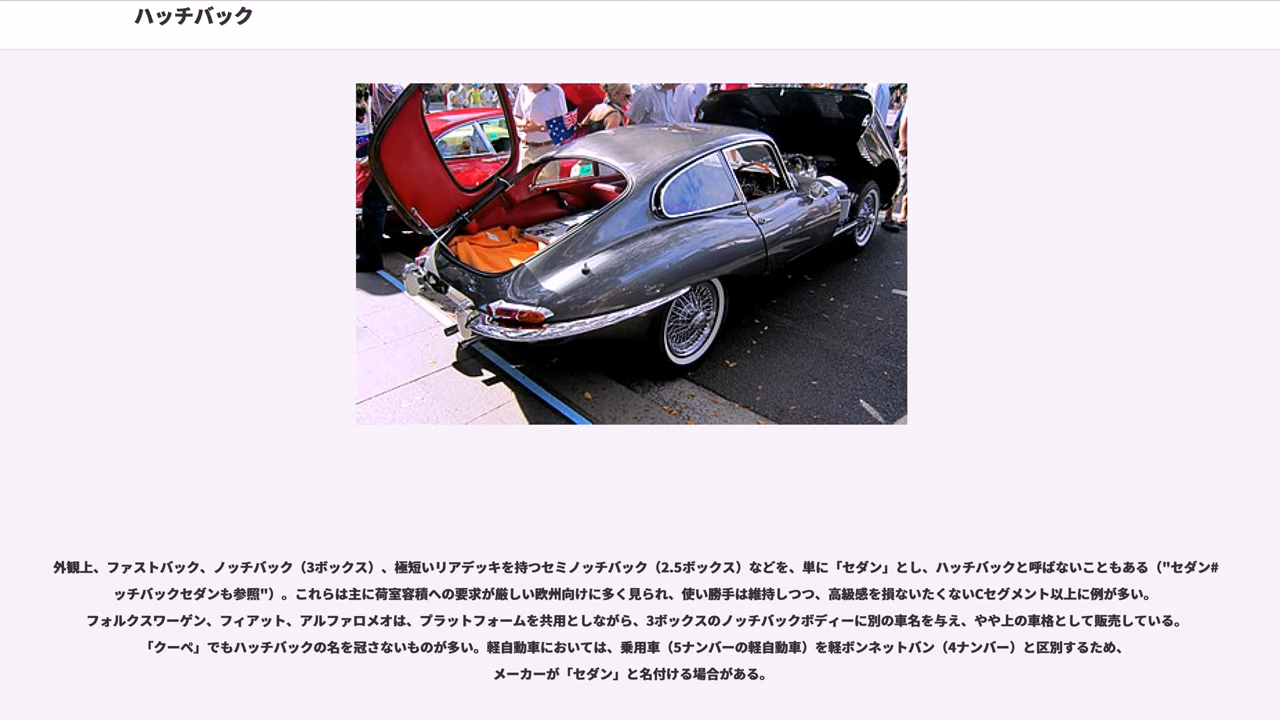 ハッチバック
外観上、ファストバック、ノッチバック（3ボックス）、極短いリアデッキを持つセミノッチバック（2.5ボックス）などを、単に「セダン」とし、ハッチバックと呼ばないこともある（"セダン#
ッチバックセダンも参照"）。これらは主に荷室容積への要求が厳しい欧州向けに多く見られ、使い勝手は維持しつつ、高級感を損ないたくないCセグメント以上に例が多い。
フォルクスワーゲン、フィアット、アルファロメオは、プラットフォームを共用としながら、3ボックスのノッチバックボディーに別の車名を与え、やや上の車格として販売している。
「クーペ」でもハッチバックの名を冠さないものが多い。軽自動車においては、乗用車（5ナンバーの軽自動車）を軽ボンネットバン（4ナンバー）と区別するため、
メーカーが「セダン」と名付ける場合がある。